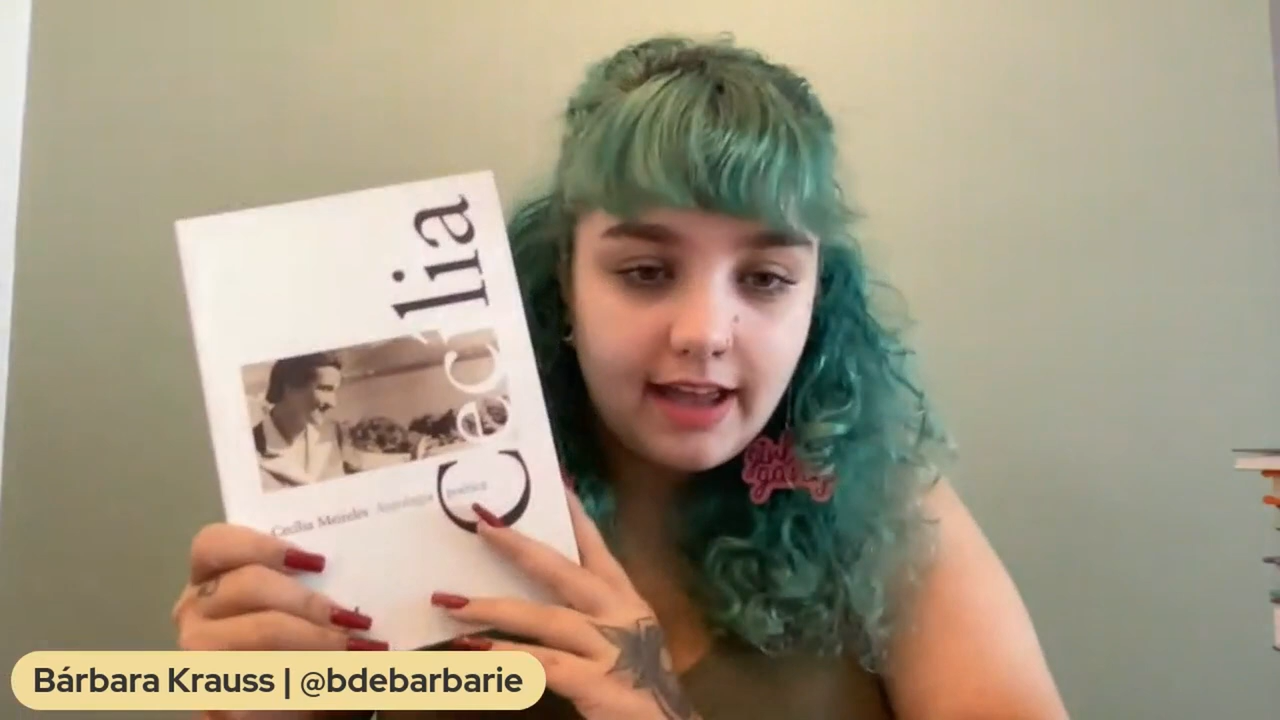 Cecília
Cecília Meireles Antologia poética
Bárbara Krauss | @bdebarbarie